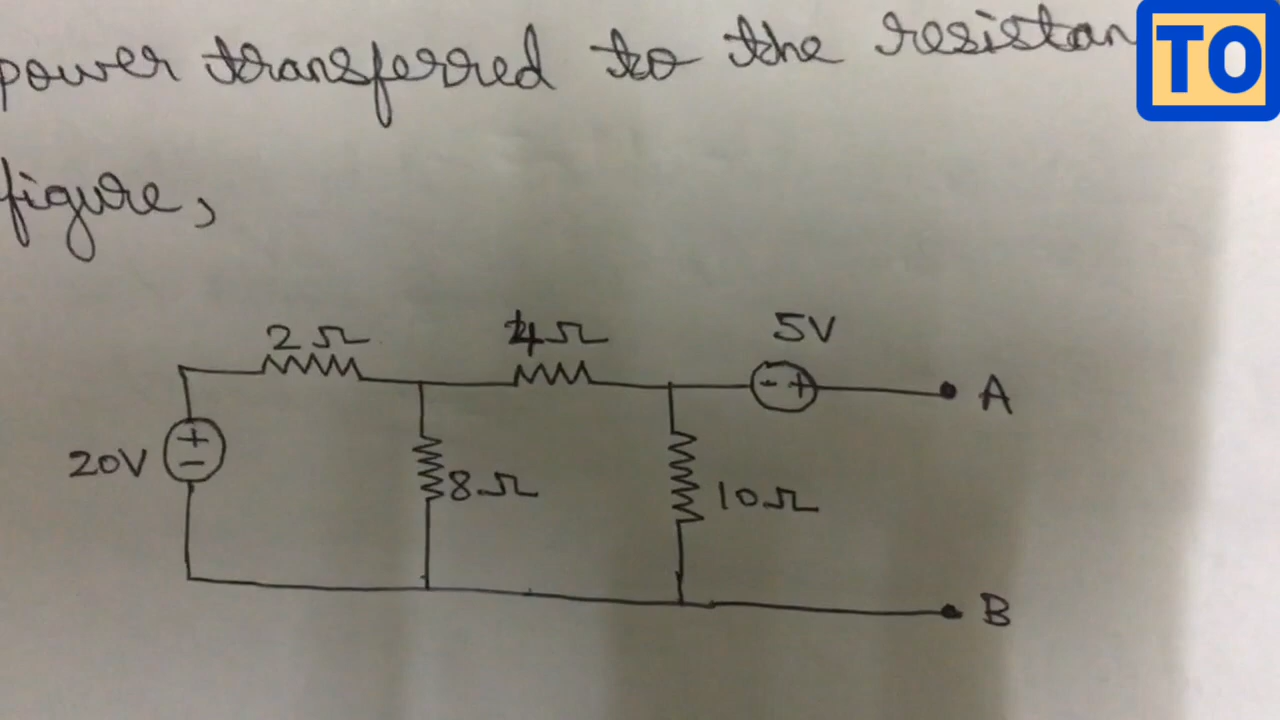 power transferred to the resistan
TO
figure,
2Ω 4Ω 5V
A
20V 8Ω 10Ω
B